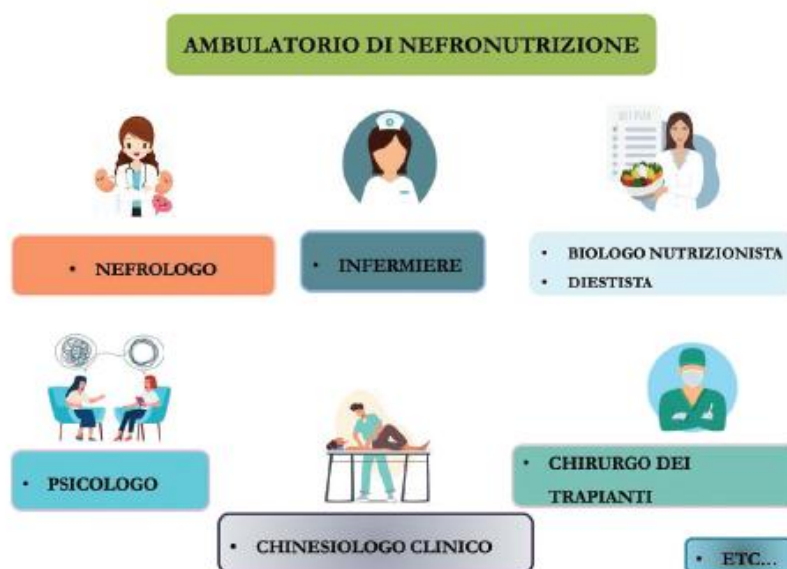 AMBULATORIO DI NEFRONUTRIZIONE
• NEFROLOGO
• INFERMIERE
• BIOLOGO NUTRIZIONISTA
• DIESTISTA
• PSICOLOGO
• CHIRURGO DEI
TRAPIANTI
• CHINESIOLOGO CLINICO
• ETC...